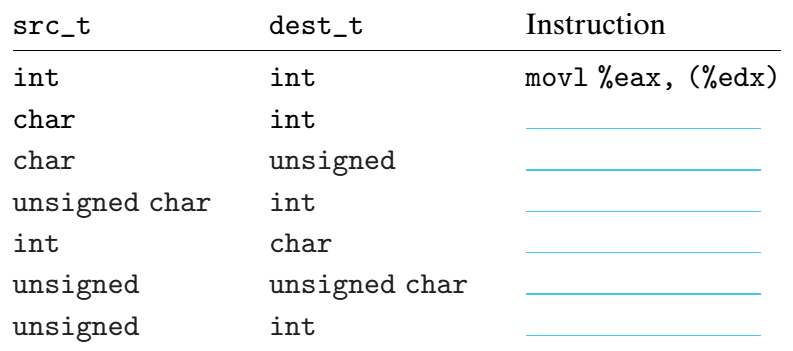 src_t dest_t Instruction
int int movl %eax, (%edx)
char int
char unsigned
unsigned char int
int char
unsigned unsigned char
unsigned int